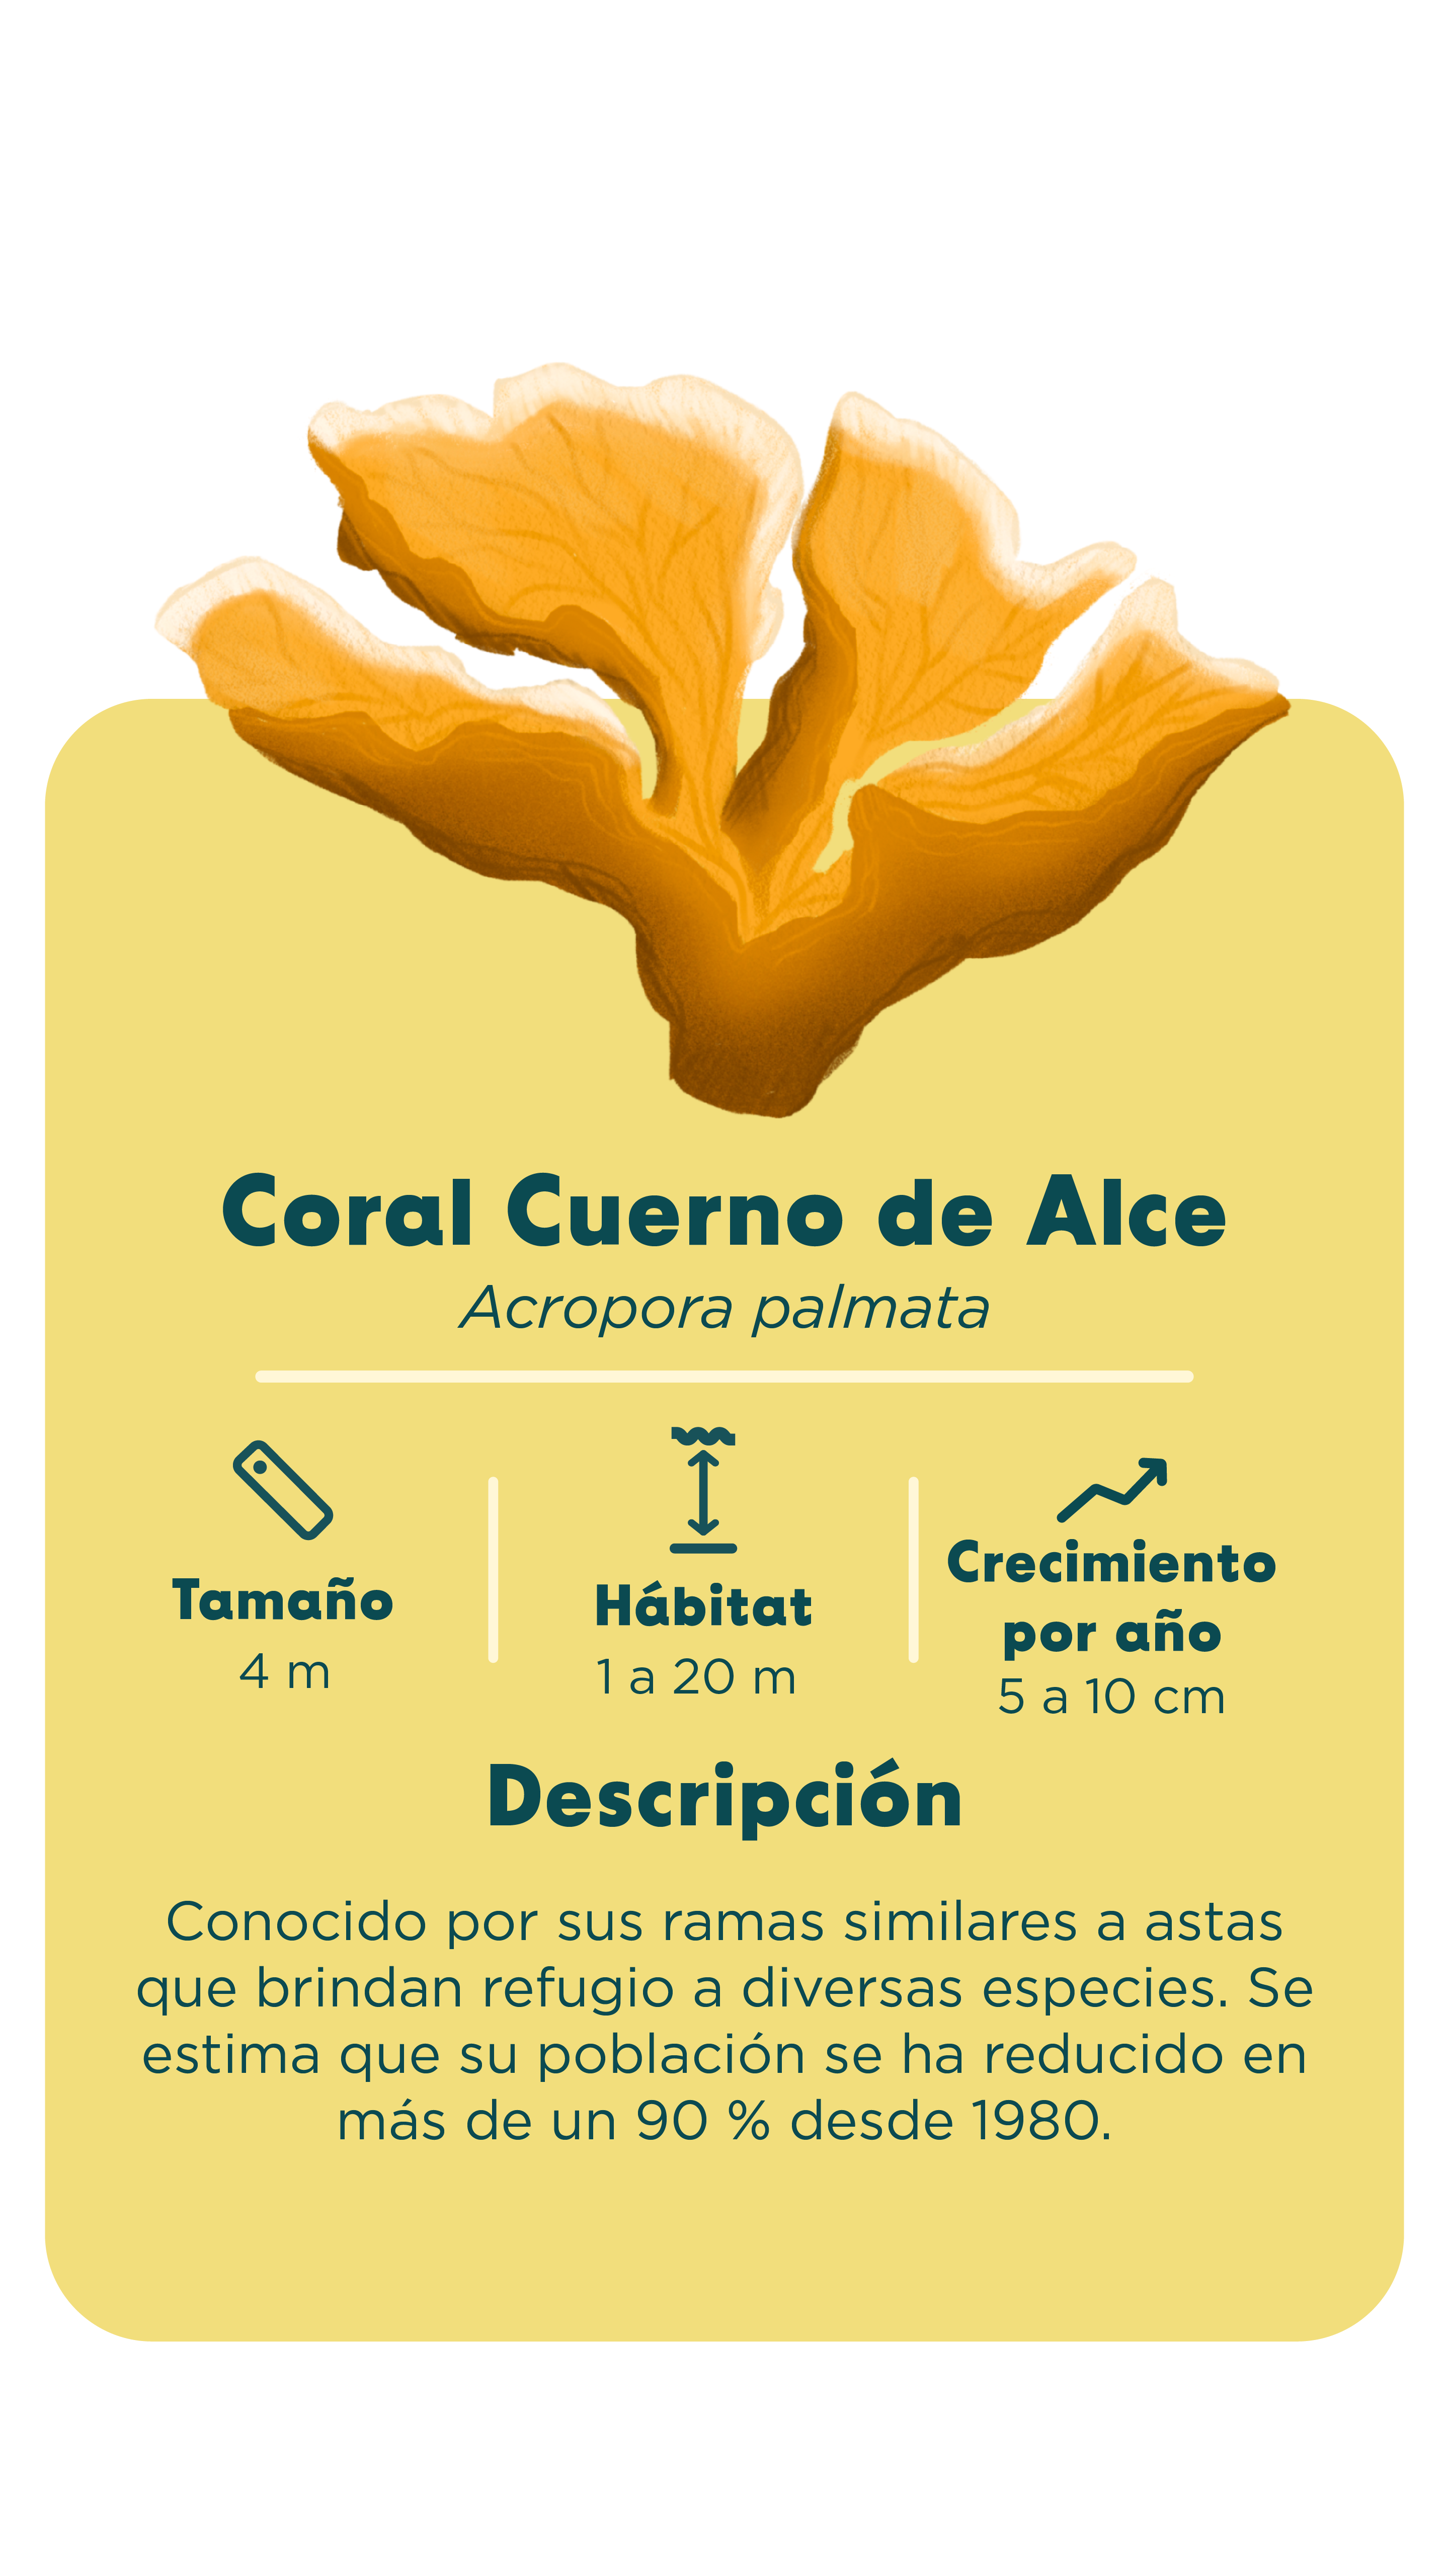 Coral Cuerno de Alce
Acropora palmata
Tamaño
4 m
Hábitat
1 a 20 m
Crecimiento
por año
5 a 10 cm
Descripción
Conocido por sus ramas similares a astas
que brindan refugio a diversas especies. Se
estima que su población se ha reducido en
más de un 90 % desde 1980.